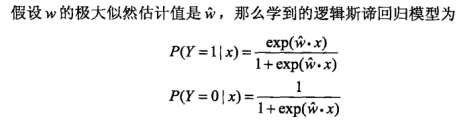 假设 w 的极大似然估计值是 ŵ，那么学到的逻辑斯谛回归模型为
P(Y = 1 | x) = exp(ŵ·x) / (1 + exp(ŵ·x))
P(Y = 0 | x) = 1 / (1 + exp(ŵ·x))